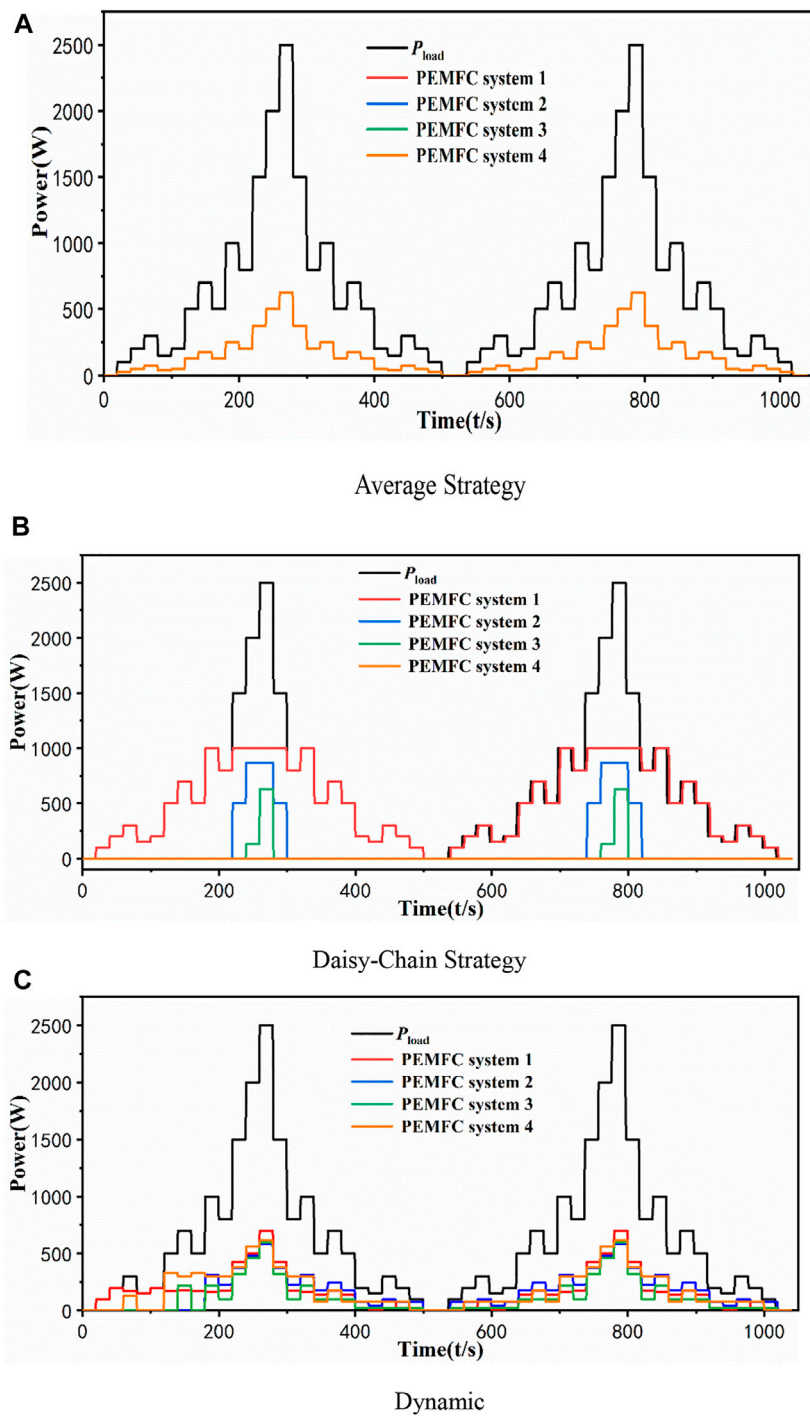 A
2500
2000
1500
1000
500
0
Power(W)
P load
PEMFC system 1
PEMFC system 2
PEMFC system 3
PEMFC system 4
0 200 400 600 800 1000
Time(t/s)
Average Strategy
B
2500
2000
1500
1000
500
0
Power(W)
P load
PEMFC system 1
PEMFC system 2
PEMFC system 3
PEMFC system 4
0 200 400 600 800 1000
Time(t/s)
Daisy-Chain Strategy
C
2500
2000
1500
1000
500
0
Power(W)
P load
PEMFC system 1
PEMFC system 2
PEMFC system 3
PEMFC system 4
0 200 400 600 800 1000
Time(t/s)
Dynamic